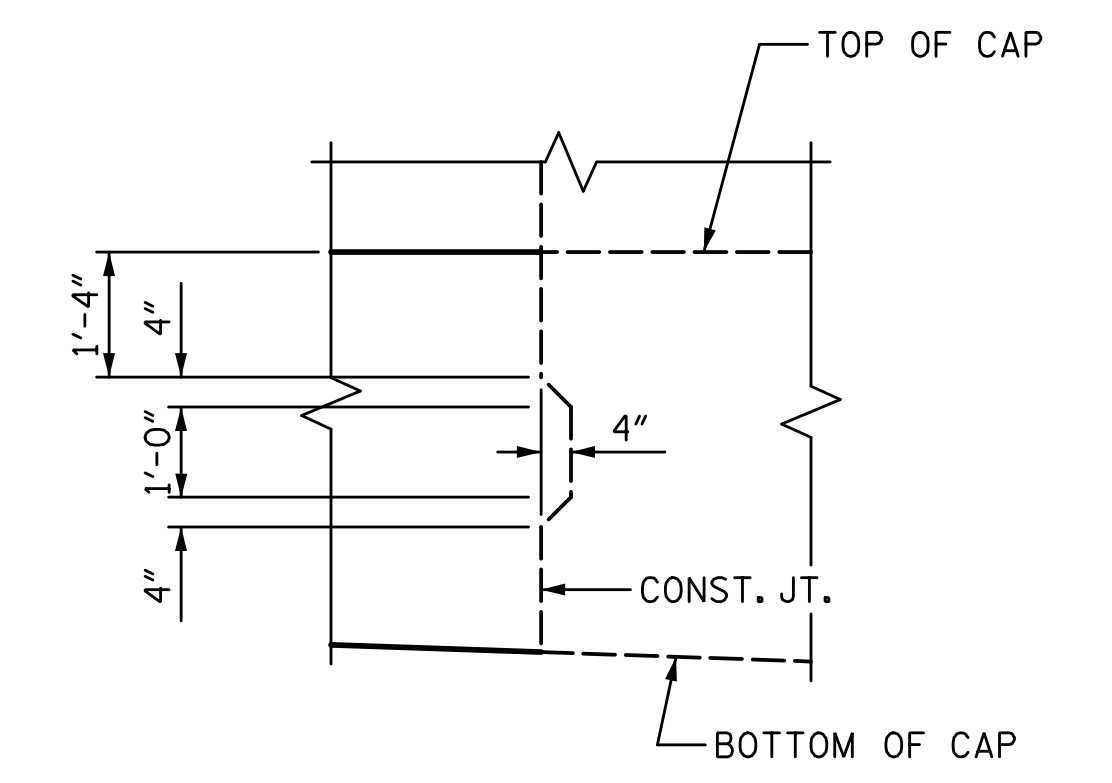 TOP OF CAP
1'-4"
4"
1'-0"
4"
4"
CONST. JT.
BOTTOM OF CAP